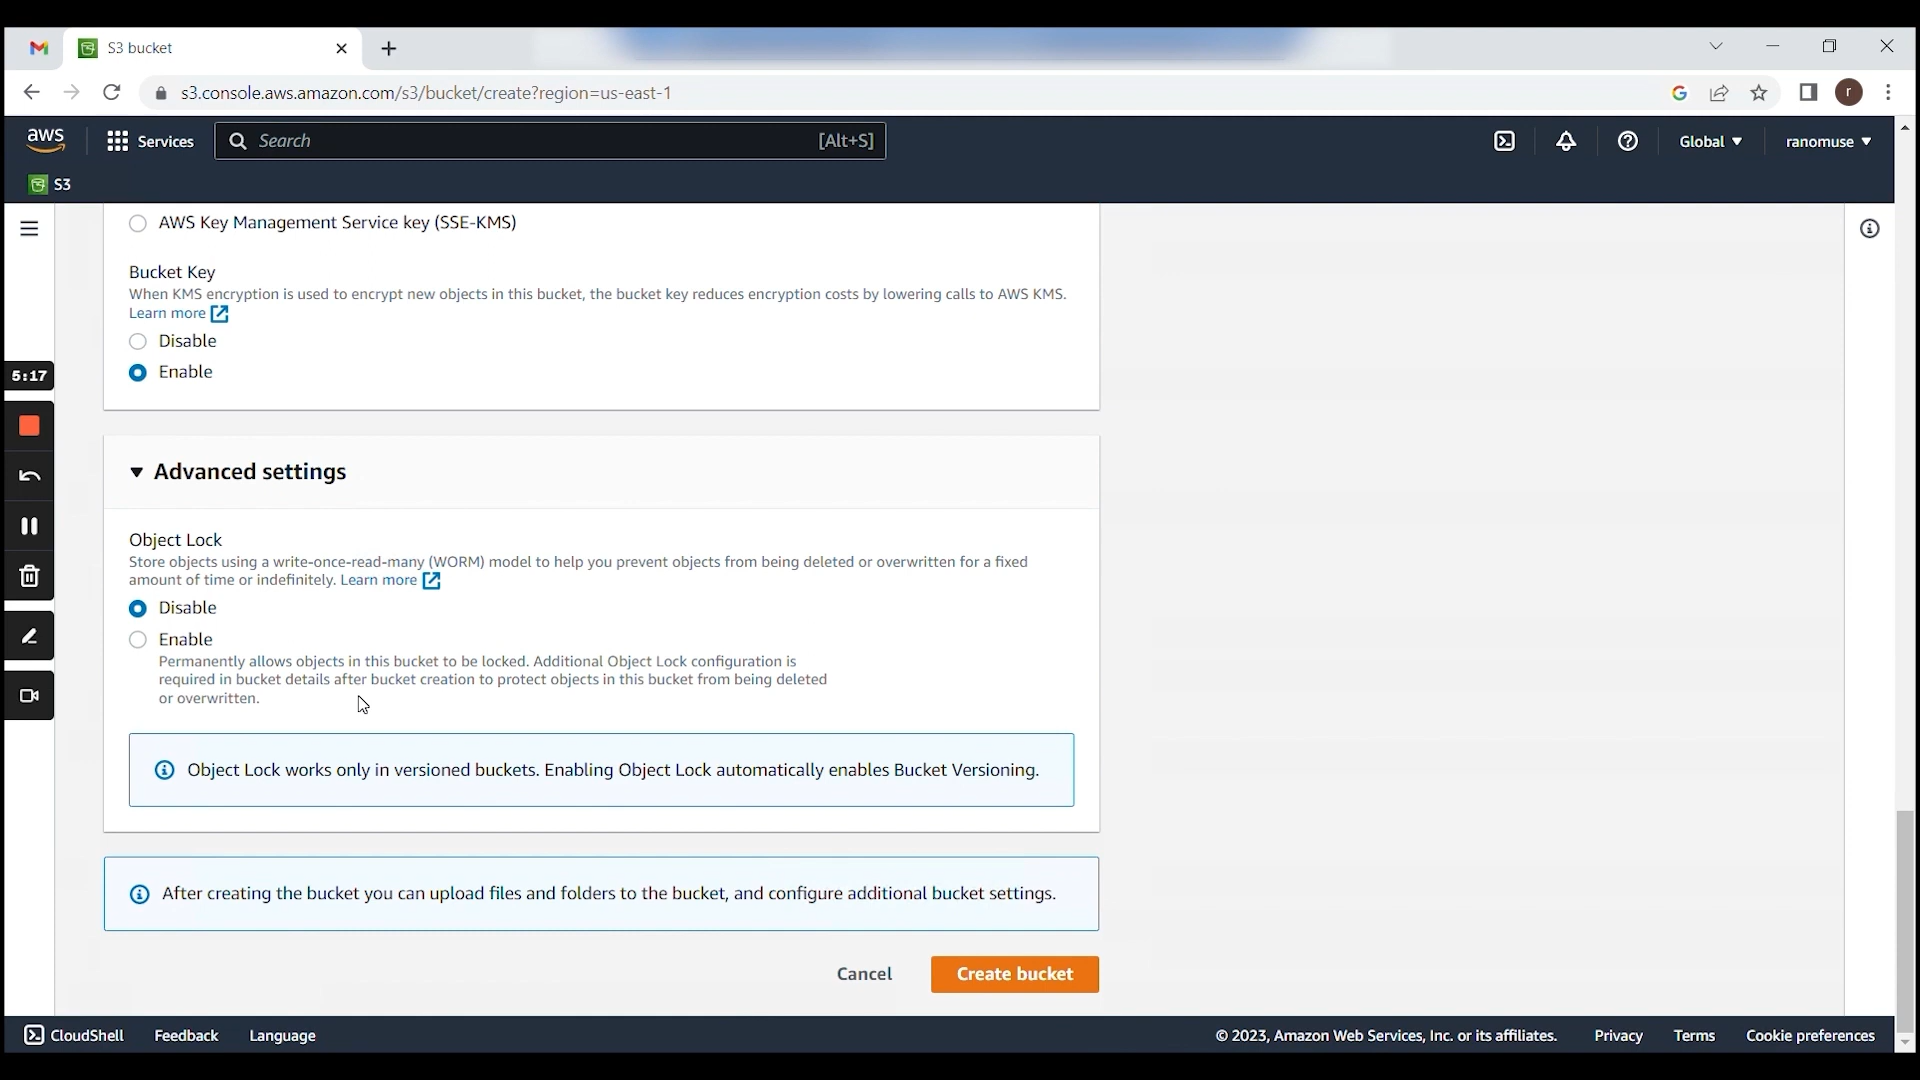 S3 bucket
s3.console.aws.amazon.com/s3/bucket/create?region=us-east-1
r
aws
Services
Search
[Alt+S]
Global
ranomuse
S3
AWS Key Management Service key (SSE-KMS)
Bucket Key
When KMS encryption is used to encrypt new objects in this bucket, the bucket key reduces encryption costs by lowering calls to AWS KMS.
Learn more
Disable
Enable
5:17
Advanced settings
Object Lock
Store objects using a write-once-read-many (WORM) model to help you prevent objects from being deleted or overwritten for a fixed
amount of time or indefinitely. Learn more
Disable
Enable
Permanently allows objects in this bucket to be locked. Additional Object Lock configuration is
required in bucket details after bucket creation to protect objects in this bucket from being deleted
or overwritten.
Object Lock works only in versioned buckets. Enabling Object Lock automatically enables Bucket Versioning.
After creating the bucket you can upload files and folders to the bucket, and configure additional bucket settings.
Cancel
Create bucket
CloudShell
Feedback
Language
© 2023, Amazon Web Services, Inc. or its affiliates.
Privacy
Terms
Cookie preferences